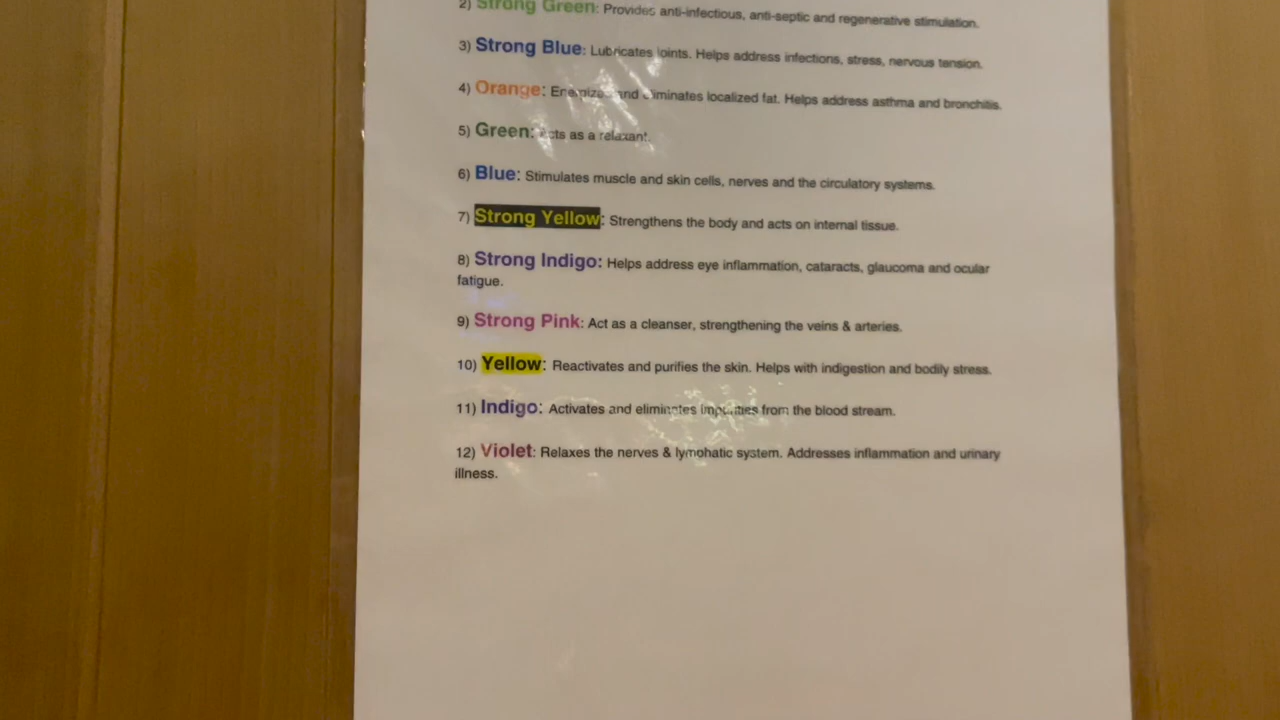 2) Strong Green: Provides anti-infectious, anti-septic and regenerative stimulation.
3) Strong Blue: Lubricates joints. Helps address infections, stress, nervous tension.
4) Orange: Energizes and eliminates localized fat. Helps address asthma and bronchitis.
5) Green: Acts as a relaxant.
6) Blue: Stimulates muscle and skin cells, nerves and the circulatory systems.
7) Strong Yellow: Strengthens the body and acts on internal tissue.
8) Strong Indigo: Helps address eye inflammation, cataracts, glaucoma and ocular
fatigue.
9) Strong Pink: Act as a cleanser, strengthening the veins & arteries.
10) Yellow: Reactivates and purifies the skin. Helps with indigestion and bodily stress.
11) Indigo: Activates and eliminates impurities from the blood stream.
12) Violet: Relaxes the nerves & lymphatic system. Addresses inflammation and urinary
illness.